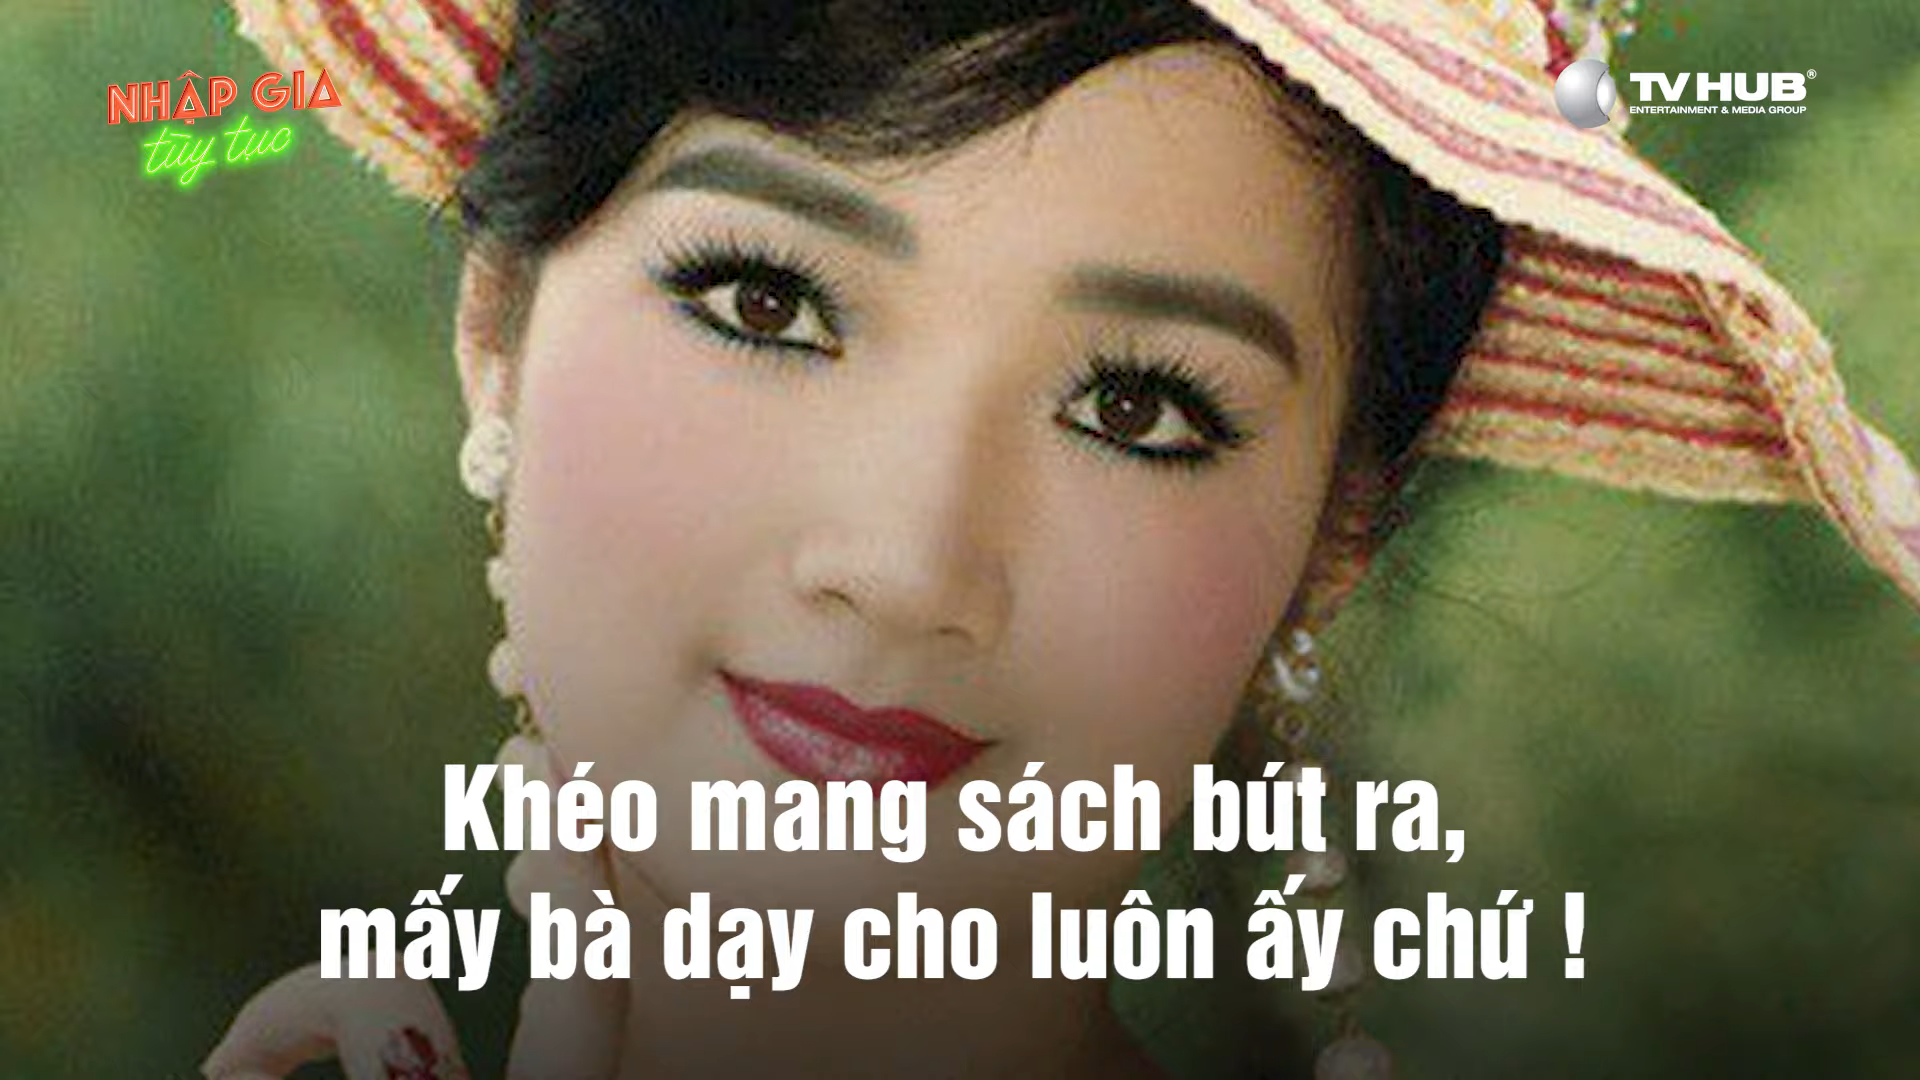 NHẬP GIA
tùy tục
TV HUB®
ENTERTAINMENT & MEDIA GROUP
Khéo mang sách bút ra,
mấy bà dạy cho luôn ấy chứ !